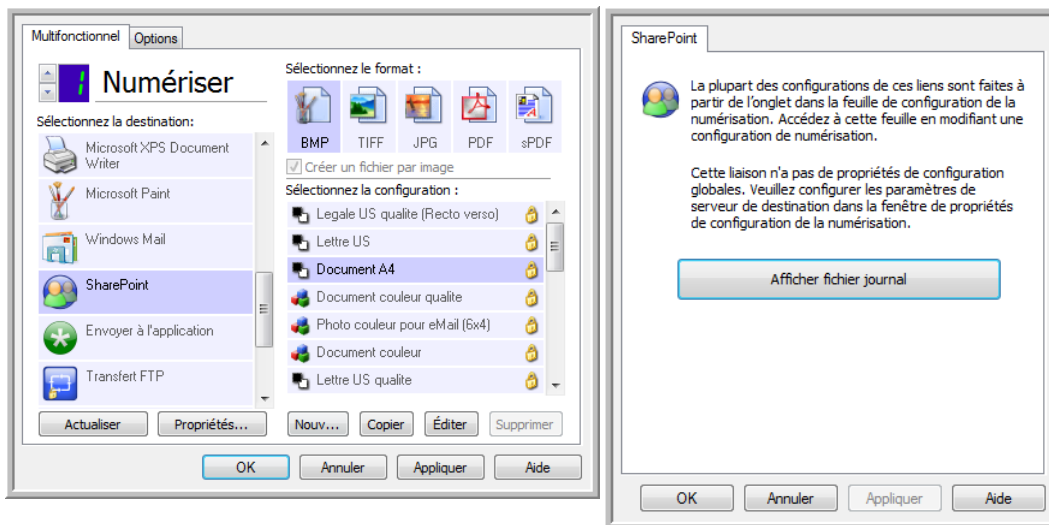 Multifonctionnel
Options
1
Numériser
Sélectionnez la destination:
Microsoft XPS Document
Writer
Microsoft Paint
Windows Mail
SharePoint
Envoyer à l'application
Transfert FTP
Actualiser
Propriétés...
Sélectionnez le format :
BMP
TIFF
JPG
PDF
sPDF
Créer un fichier par image
Sélectionnez la configuration :
Legale US qualite (Recto verso)
Lettre US
Document A4
Document couleur qualite
Photo couleur pour eMail (6x4)
Document couleur
Lettre US qualite
Nouv...
Copier
Éditer
Supprimer
OK
Annuler
Appliquer
Aide
SharePoint
La plupart des configurations de ces liens sont faites à
partir de l'onglet dans la feuille de configuration de la
numérisation. Accédez à cette feuille en modifiant une
configuration de numérisation.
Cette liaison n'a pas de propriétés de configuration
globales. Veuillez configurer les paramètres de
serveur de destination dans la fenêtre de propriétés
de configuration de la numérisation.
Afficher fichier journal
OK
Annuler
Appliquer
Aide